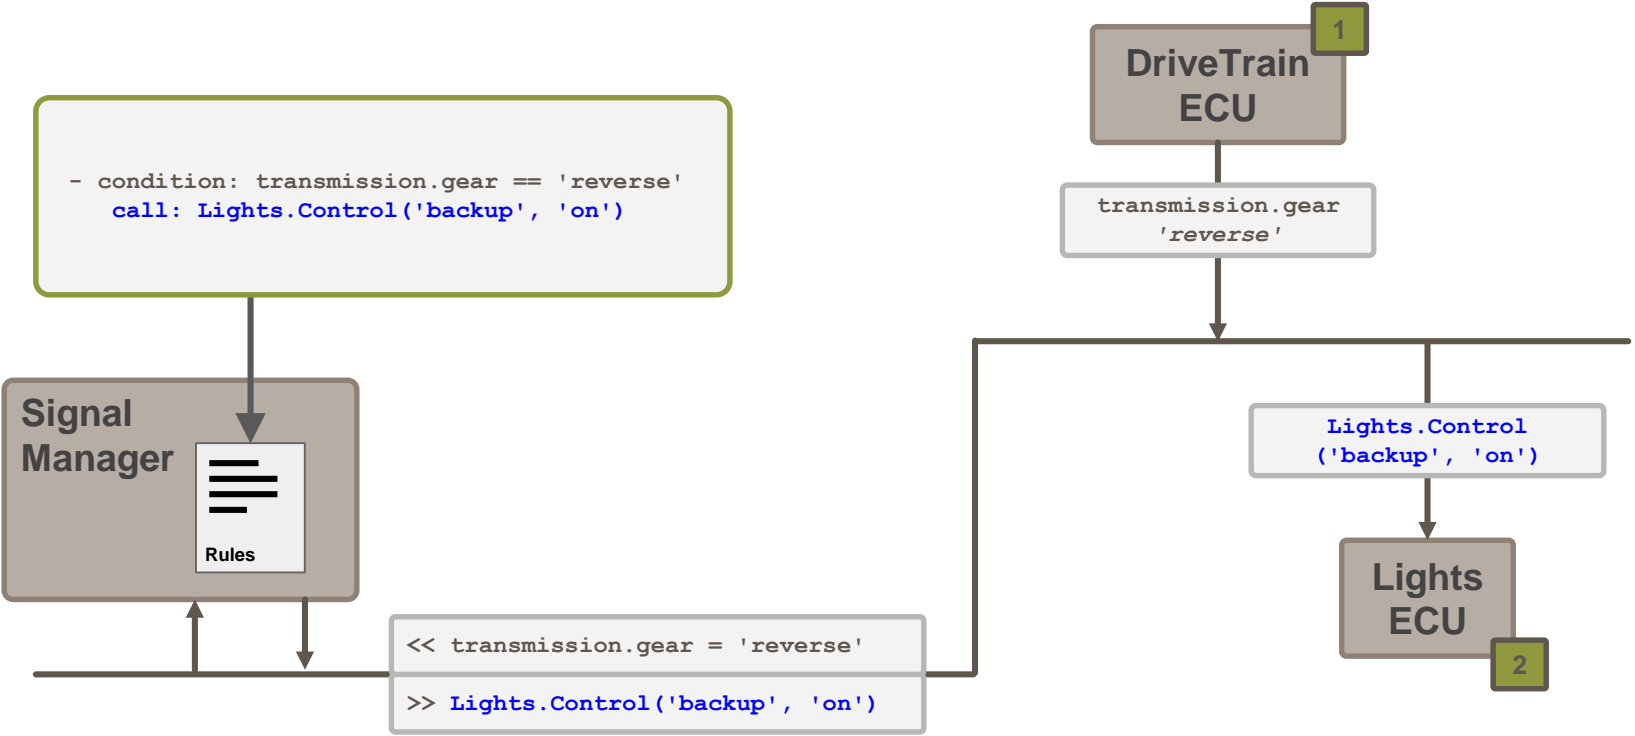 1
DriveTrain
ECU
- condition: transmission.gear == 'reverse'
call: Lights.Control('backup', 'on')
transmission.gear
'reverse'
Signal
Manager
Rules
Lights.Control
('backup', 'on')
Lights
ECU
2
<< transmission.gear = 'reverse'
>> Lights.Control('backup', 'on')